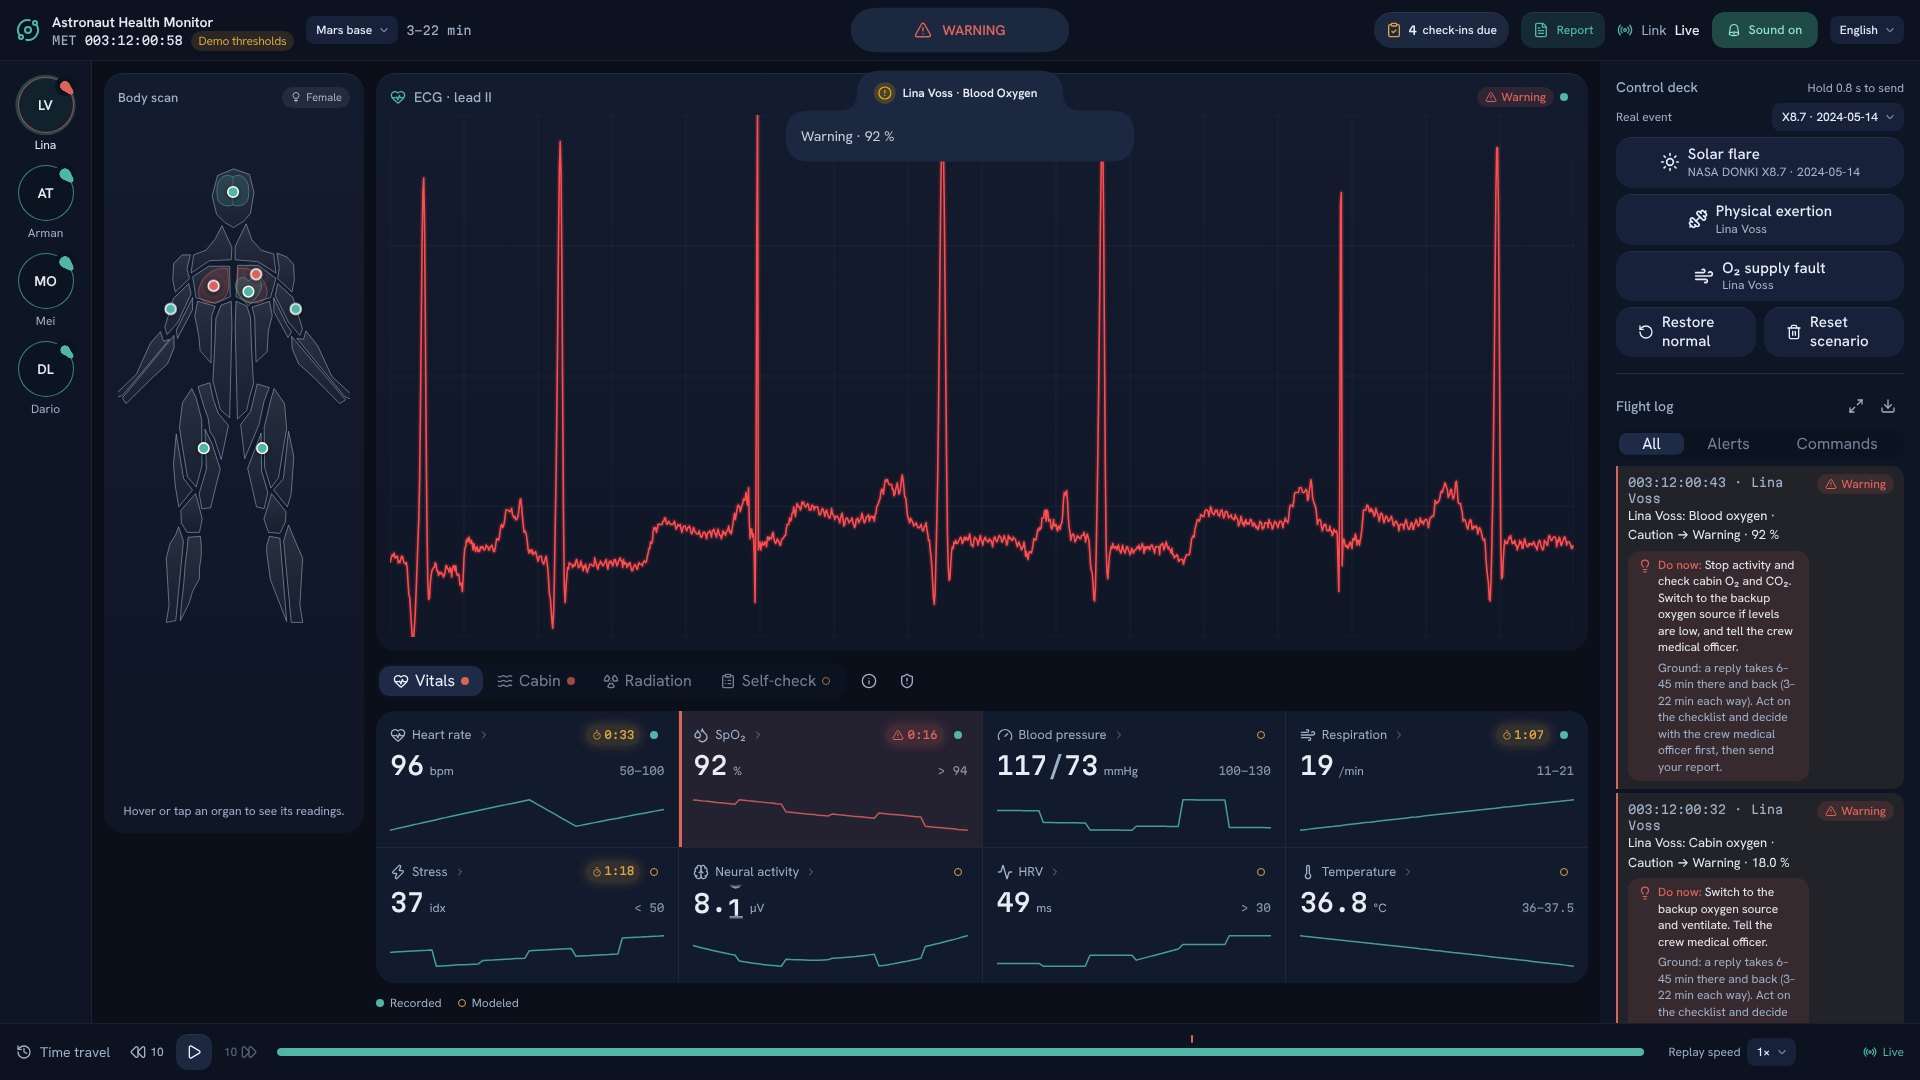 Astronaut Health Monitor
MET 003:12:00:58 Demo thresholds
Mars base
3–22 min
WARNING
4 check-ins due
Report
Link Live
Sound on
English
LV
Lina
AT
Arman
MO
Mei
DL
Dario
Body scan
Female
Hover or tap an organ to see its readings.
ECG · lead II
Warning
Lina Voss · Blood Oxygen
Warning · 92 %
Vitals
Cabin
Radiation
Self-check
Heart rate
0:33
96 bpm
50–100
SpO₂
0:16
92 %
> 94
Blood pressure
117/73 mmHg
100–130
Respiration
1:07
19 /min
11–21
Stress
1:18
37 idx
< 50
Neural activity
8.1 µV
HRV
49 ms
> 30
Temperature
36.8 °C
36–37.5
Recorded
Modeled
Control deck
Hold 0.8 s to send
Real event
X8.7 · 2024-05-14
Solar flare
NASA DONKI X8.7 · 2024-05-14
Physical exertion
Lina Voss
O₂ supply fault
Lina Voss
Restore
normal
Reset
scenario
Flight log
All
Alerts
Commands
003:12:00:43 · Lina
Voss
Warning
Lina Voss: Blood oxygen ·
Caution → Warning · 92 %
Do now: Stop activity and
check cabin O₂ and CO₂.
Switch to the backup
oxygen source if levels
are low, and tell the crew
medical officer.
Ground: a reply takes 6–
45 min there and back (3–
22 min each way). Act on
the checklist and decide
with the crew medical
officer first, then send
your report.
003:12:00:32 · Lina
Voss
Warning
Lina Voss: Cabin oxygen ·
Caution → Warning · 18.0 %
Do now: Switch to the
backup oxygen source
and ventilate. Tell the
crew medical officer.
Ground: a reply takes 6–
45 min there and back (3–
22 min each way). Act on
the checklist and decide
Time travel
10
10
Replay speed
1×
Live